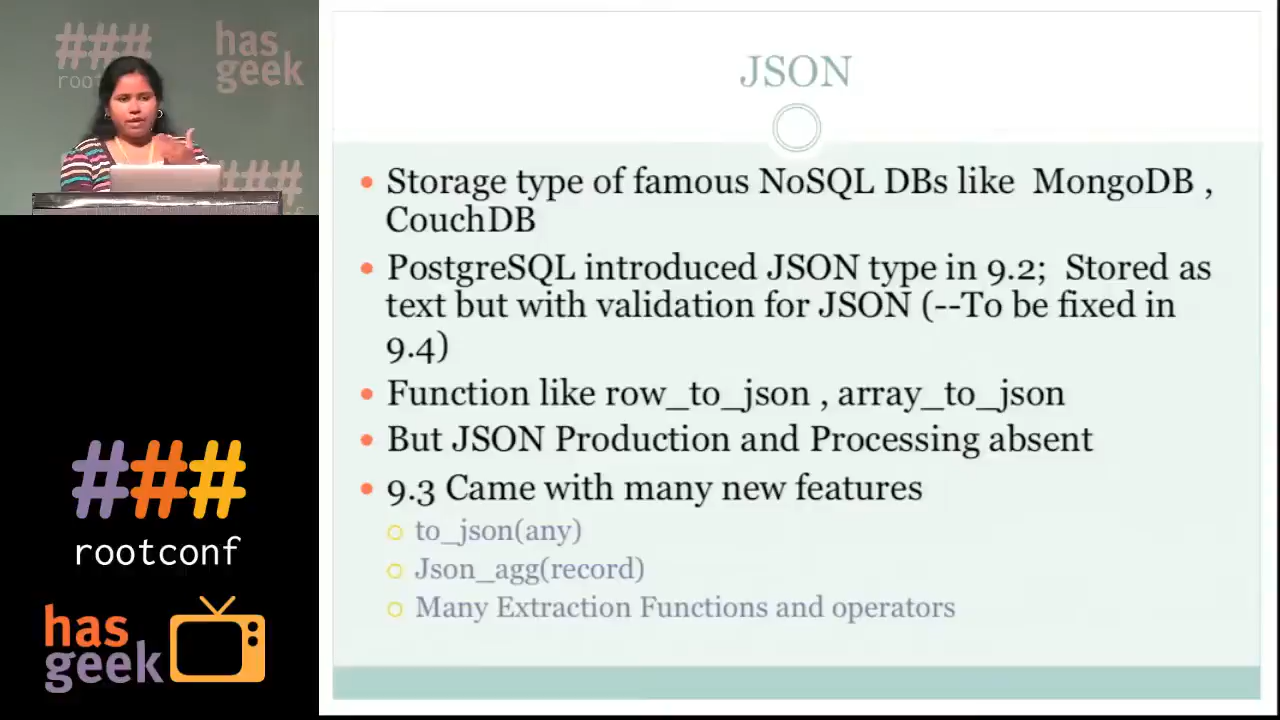 ###
rootconf
has
geek
###
root
has
geek
###
JSON
Storage type of famous NoSQL DBs like MongoDB ,
CouchDB
PostgreSQL introduced JSON type in 9.2; Stored as
text but with validation for JSON (--To be fixed in
9.4)
Function like row_to_json , array_to_json
But JSON Production and Processing absent
9.3 Came with many new features
to_json(any)
Json_agg(record)
Many Extraction Functions and operators